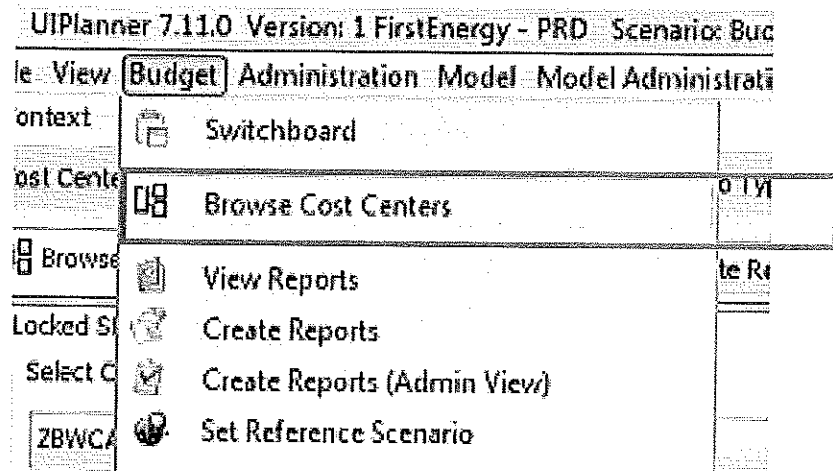 UIPlanner 7.11.0 Version: 1 FirstEnergy - PRD Scenario: Bud
le View Budget Administration Model Model Administrati
ontext
Switchboard
ost Cente
o Typ
Browse Cost Centers
Browse
te Re
View Reports
Locked S
Create Reports
Select C
Create Reports (Admin View)
ZBWCA
Set Reference Scenario